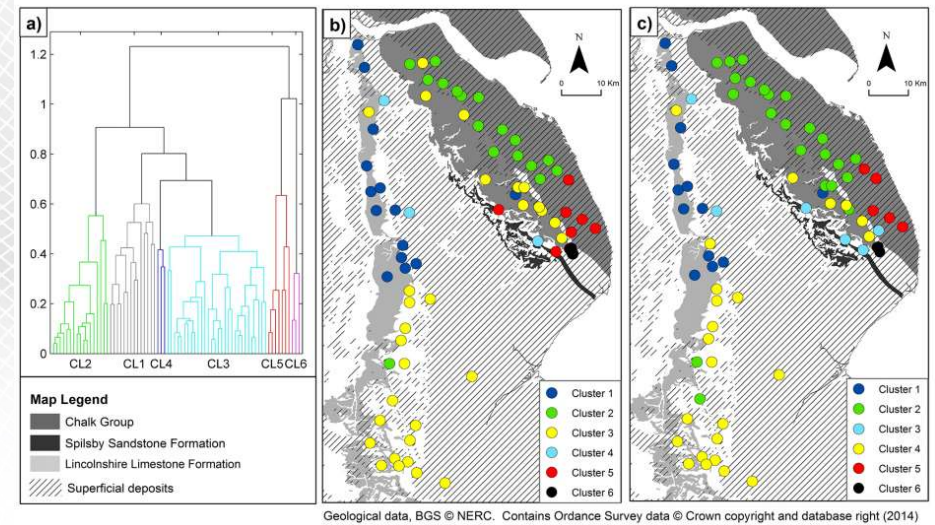 a)
1.2
1
0.8
0.6
0.4
0.2
0
CL2 CL1 CL4 CL3 CL5 CL6
Map Legend
Chalk Group
Spilsby Sandstone Formation
Lincolnshire Limestone Formation
Superficial deposits
b)
N
0 10 Km
Cluster 1
Cluster 2
Cluster 3
Cluster 4
Cluster 5
Cluster 6
c)
N
0 10 Km
Cluster 1
Cluster 2
Cluster 3
Cluster 4
Cluster 5
Cluster 6
Geological data, BGS © NERC. Contains Ordance Survey data © Crown copyright and database right (2014)